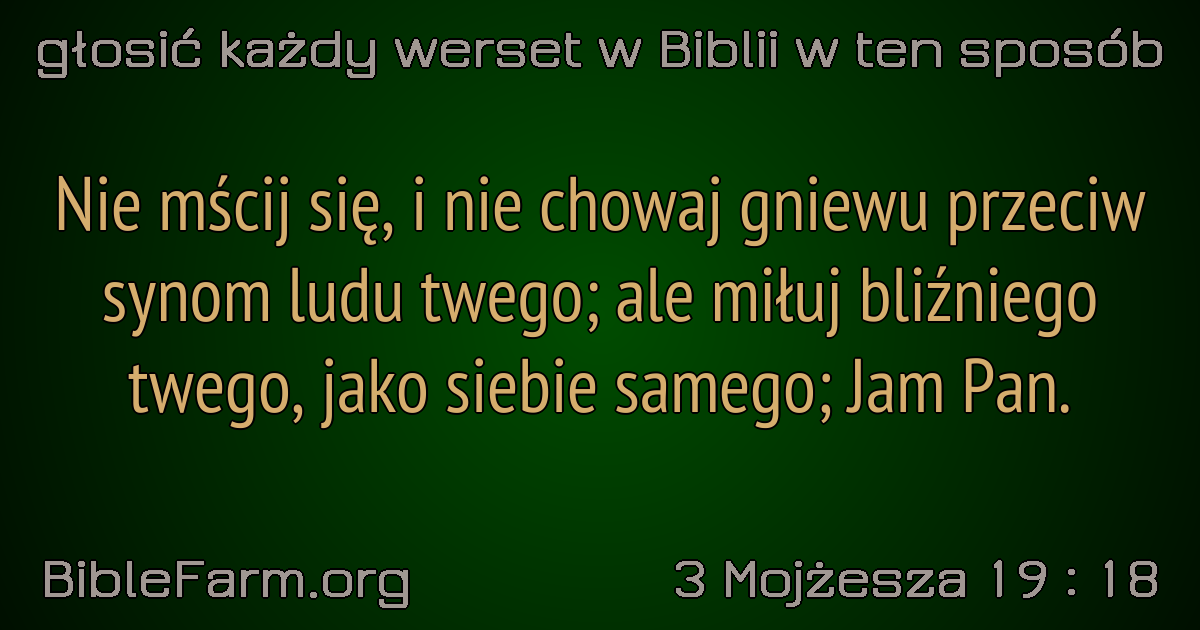 głosić każdy werset w Biblii w ten sposób
Nie mścij się, i nie chowaj gniewu przeciw
synom ludu twego; ale miłuj bliźniego
twego, jako siebie samego; Jam Pan.
BibleFarm.org
3 Mojżesza 19 : 18